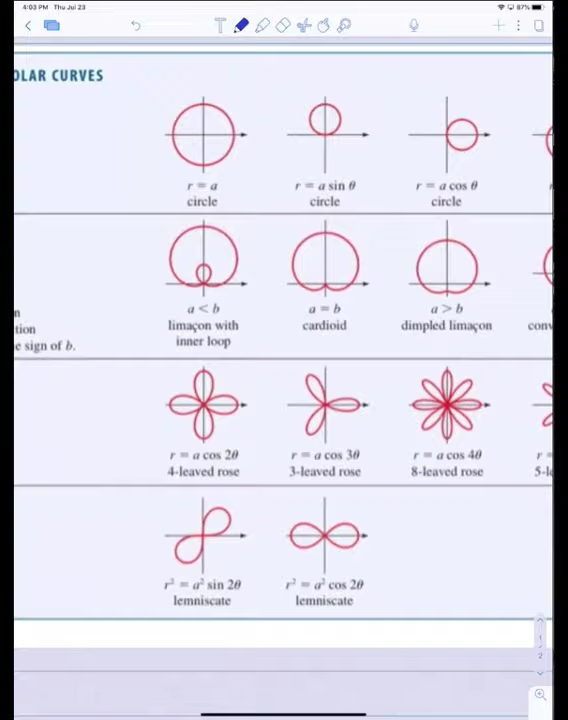 4:03 PM Thu Jul 23
87%
OLAR CURVES
r = a
circle
r = a sin θ
circle
r = a cos θ
circle
n
tion
e sign of b.
a < b
limaçon with
inner loop
a = b
cardioid
a > b
dimpled limaçon
conv
r = a cos 2θ
4-leaved rose
r = a cos 3θ
3-leaved rose
r = a cos 4θ
8-leaved rose
r =
5-l
r² = a² sin 2θ
lemniscate
r² = a² cos 2θ
lemniscate
1
2